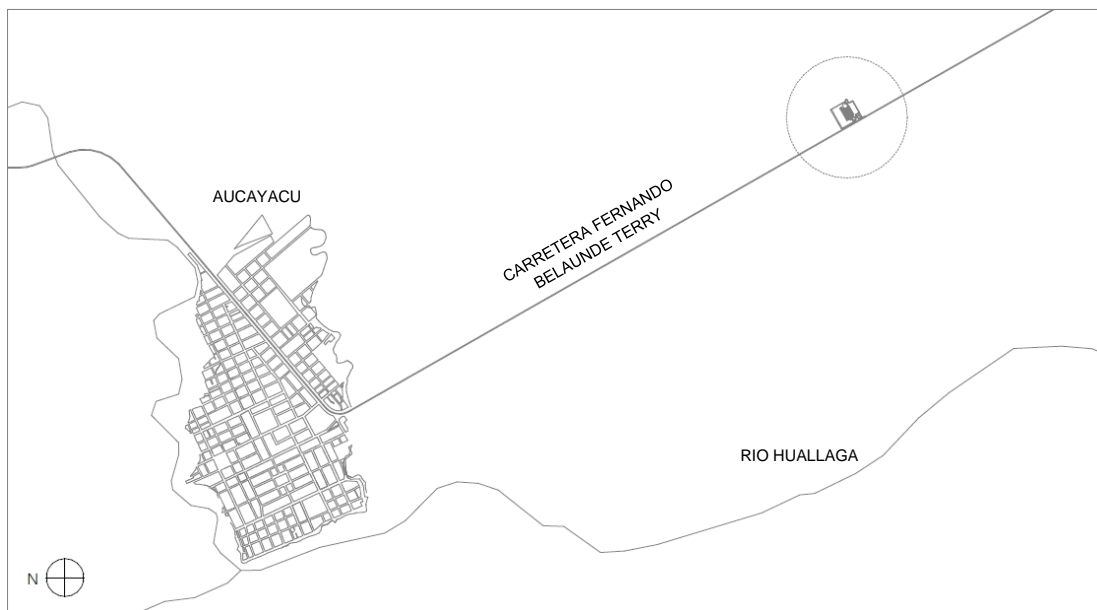 AUCAYACU
CARRETERA FERNANDO
BELAUNDE TERRY
RIO HUALLAGA
N